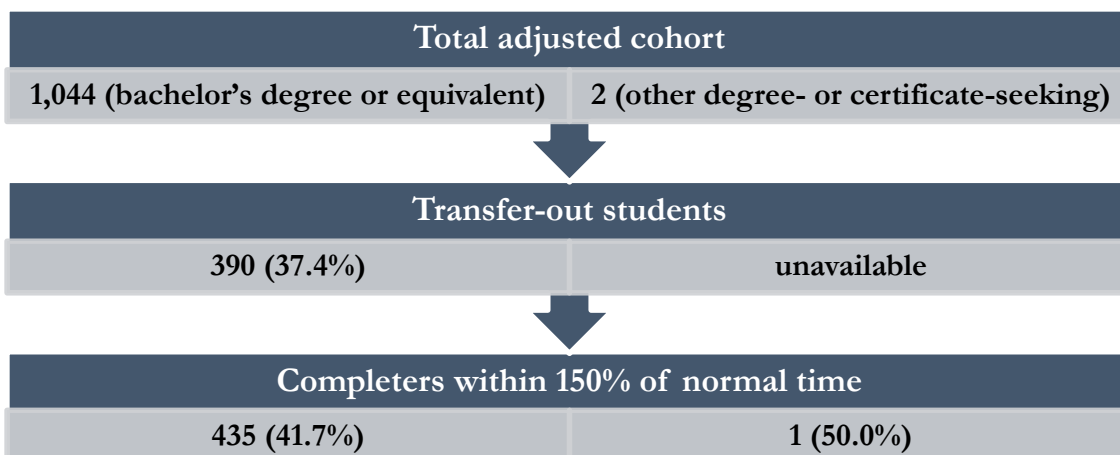 Total adjusted cohort
1,044 (bachelor's degree or equivalent)
2 (other degree- or certificate-seeking)
Transfer-out students
390 (37.4%)
unavailable
Completers within 150% of normal time
435 (41.7%)
1 (50.0%)